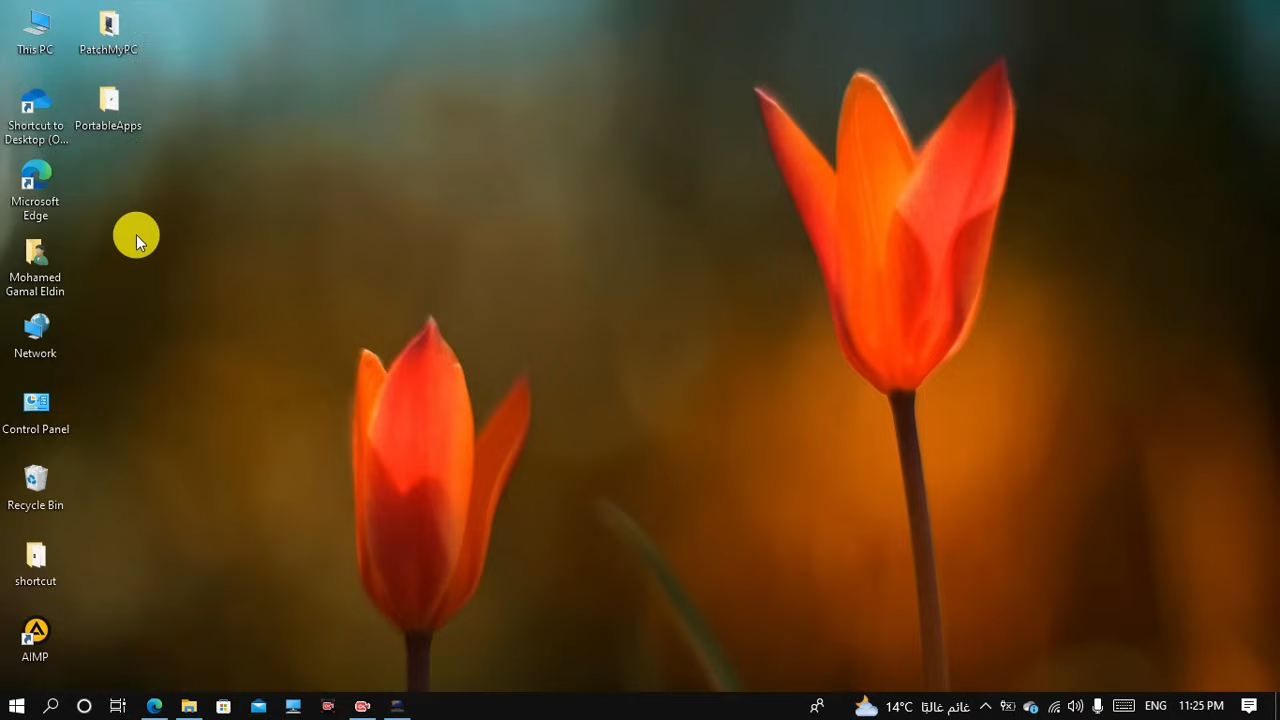 This PC
PatchMyPC
Shortcut to
Desktop (O...
PortableApps
Microsoft
Edge
Mohamed
Gamal Eldin
Network
Control Panel
Recycle Bin
shortcut
AIMP
14°C غائم غالبًا
ENG
11:25 PM